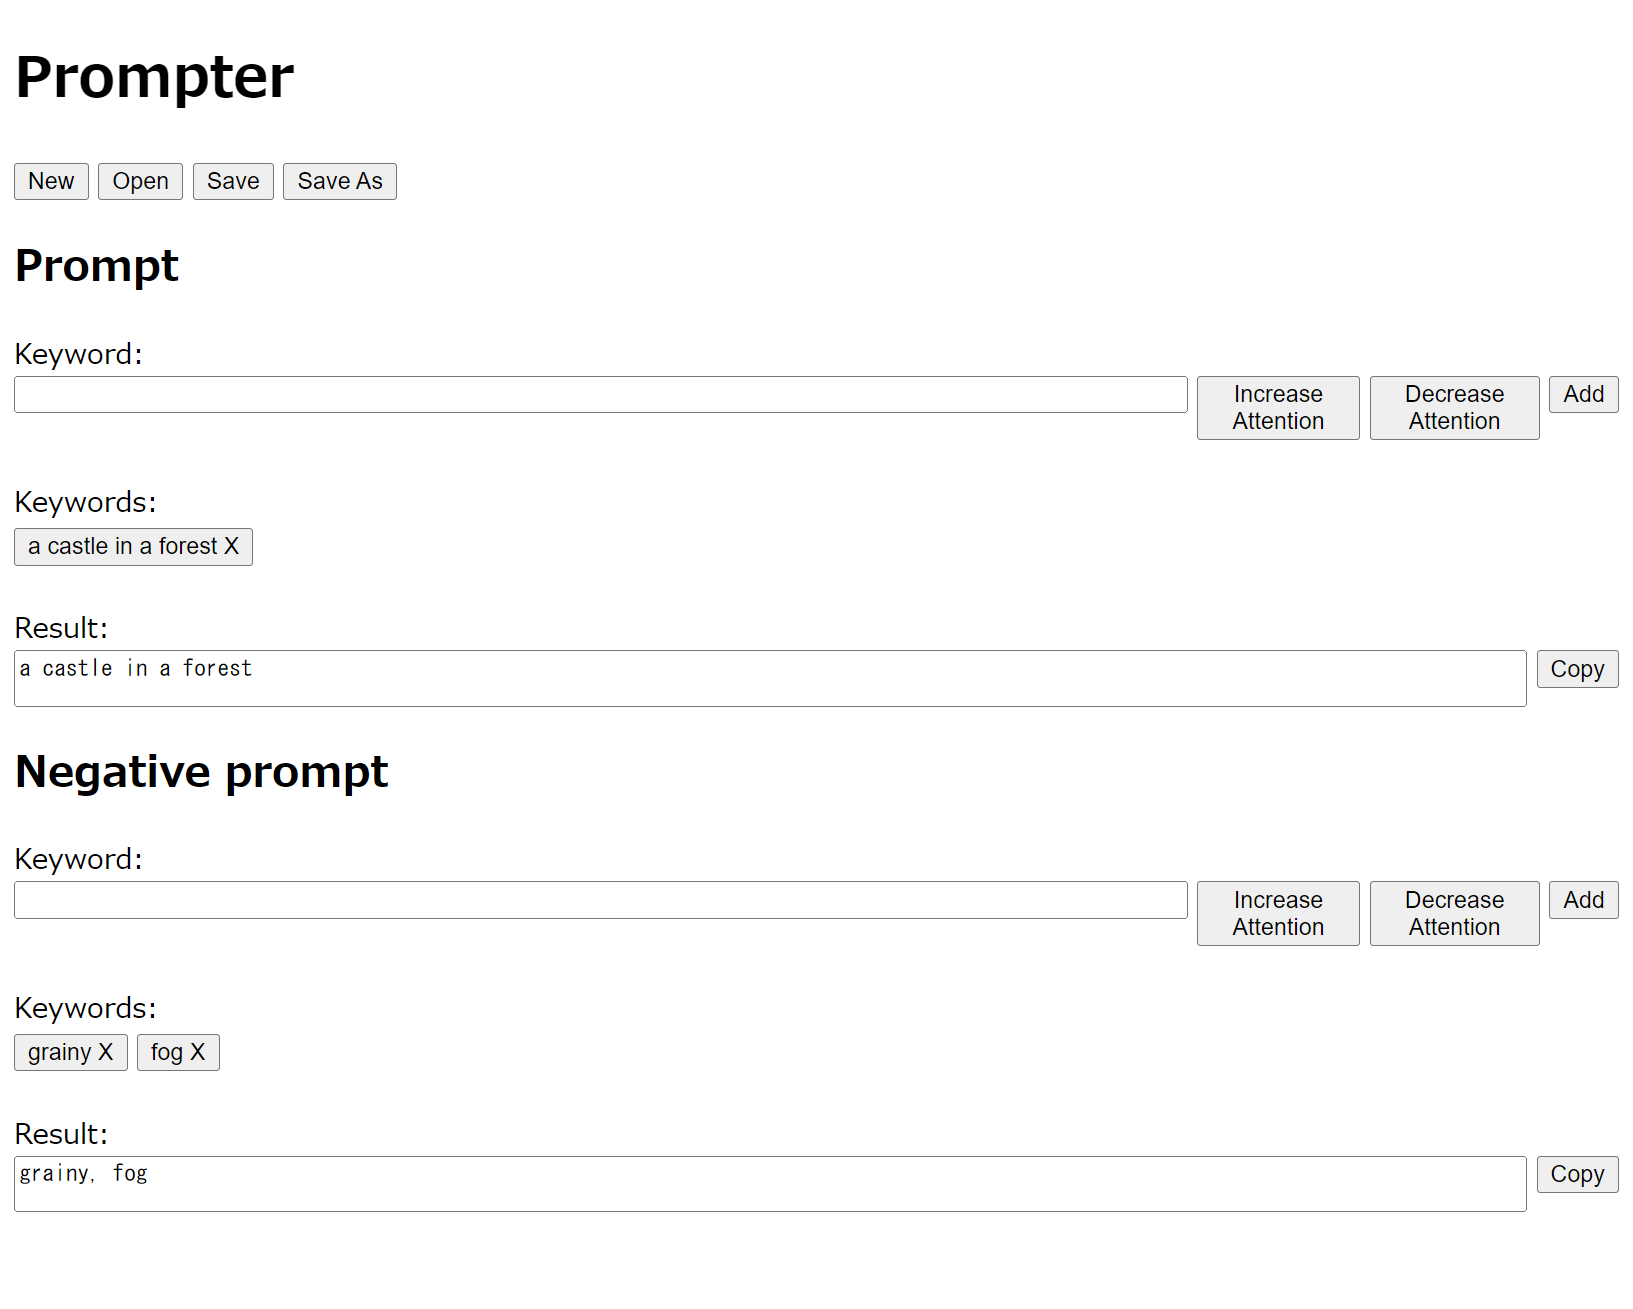 Prompter
New Open Save Save As
Prompt
Keyword:
Increase Attention Decrease Attention Add
Keywords:
a castle in a forest X
Result:
a castle in a forest Copy
Negative prompt
Keyword:
Increase Attention Decrease Attention Add
Keywords:
grainy X fog X
Result:
grainy, fog Copy